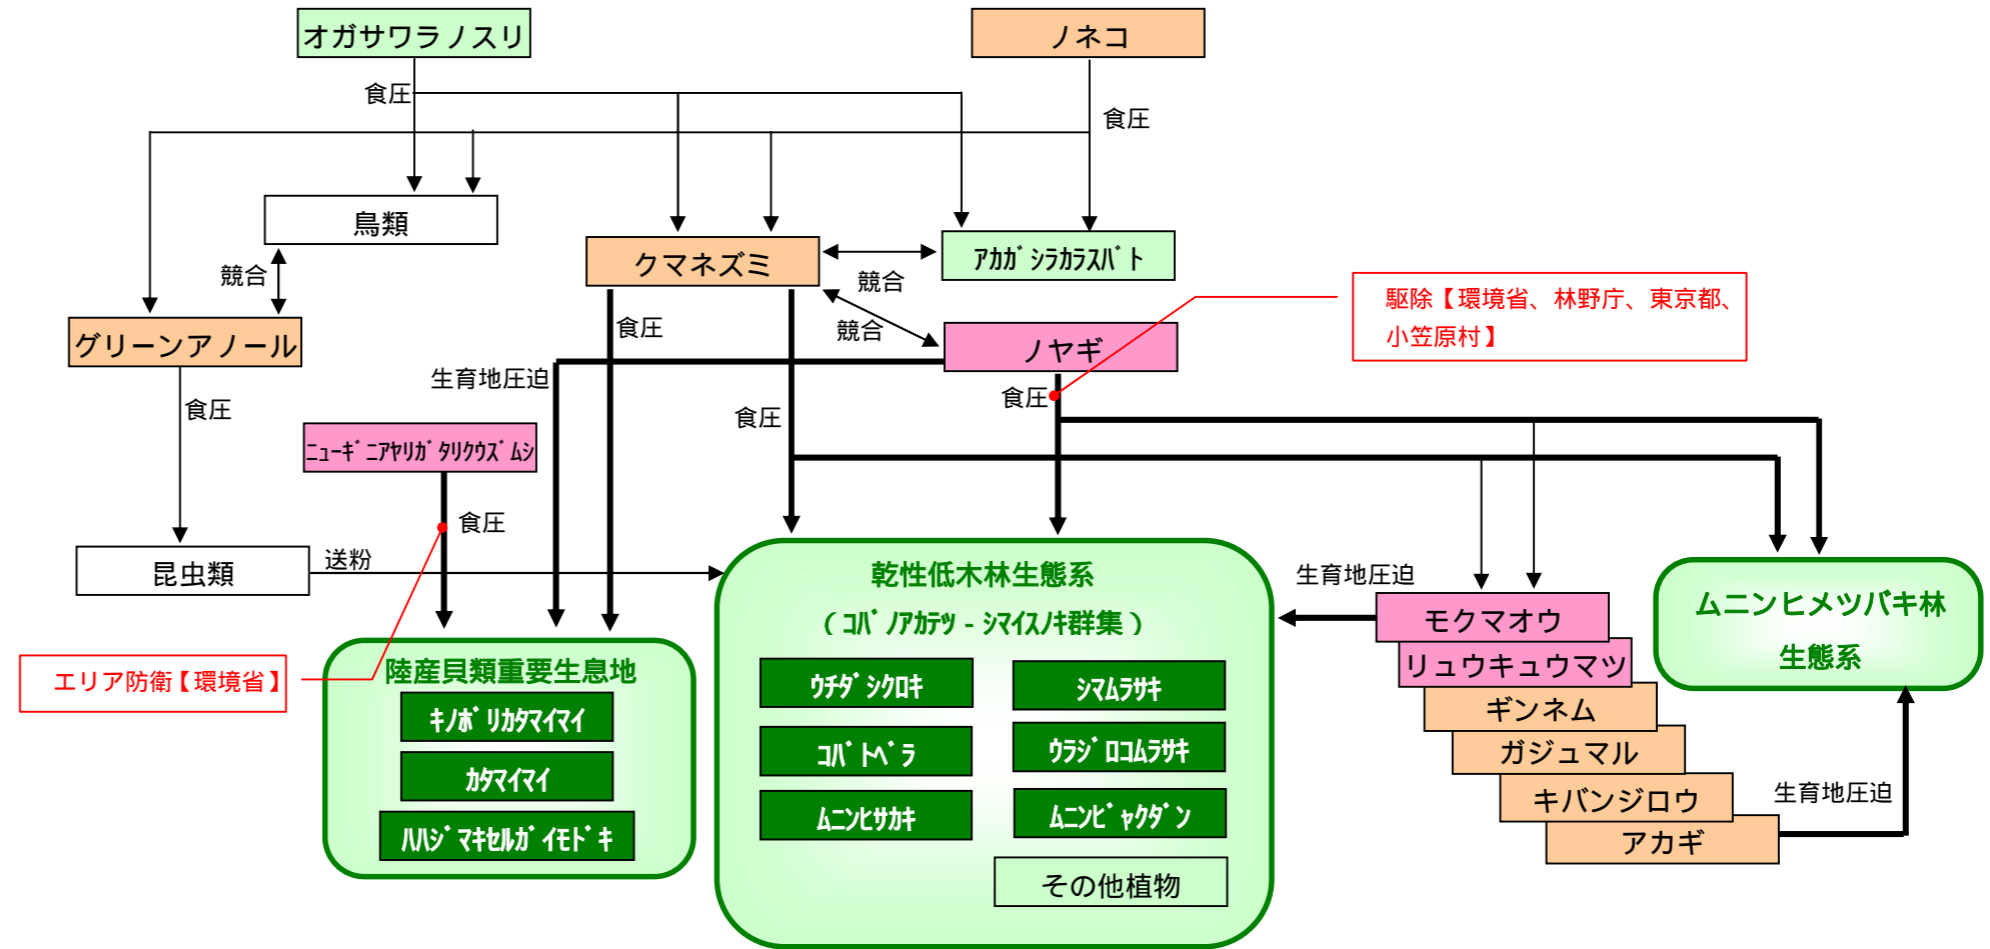 オガサワラノスリ
ノネコ
食圧
食圧
鳥類
クマネズミ
ｱｶｶﾞｼﾗｶﾗｽﾊﾞﾄ
競合
競合
競合
駆除【環境省、林野庁、東京都、
小笠原村】
グリーンアノール
食圧
ノヤギ
生育地圧迫
食圧
食圧
食圧
ﾆｭｰｷﾞﾆｱﾔﾘｶﾞﾀﾘｸｳｽﾞﾑｼ
食圧
昆虫類
送粉
乾性低木林生態系
（ｺﾊﾞﾉｱｶﾃﾂ - ｼﾏｲｽﾉｷ群集）
生育地圧迫
モクマオウ
ムニンヒメツバキ林
生態系
リュウキュウマツ
ギンネム
ガジュマル
キバンジロウ
アカギ
生育地圧迫
エリア防衛【環境省】
陸産貝類重要生息地
ｷﾉﾎﾞﾘｶﾀﾏｲﾏｲ
ｶﾀﾏｲﾏｲ
ﾊﾊｼﾞﾏｷｾﾙｶﾞｲﾓﾄﾞｷ
ｳﾁﾀﾞｼｸﾛｷ
ｼﾏﾑﾗｻｷ
ｺﾊﾞﾄﾍﾞﾗ
ｳﾗｼﾞﾛｺﾑﾗｻｷ
ﾑﾆﾝﾋｻｶｷ
ﾑﾆﾝﾋﾞｬｸﾀﾞﾝ
その他植物